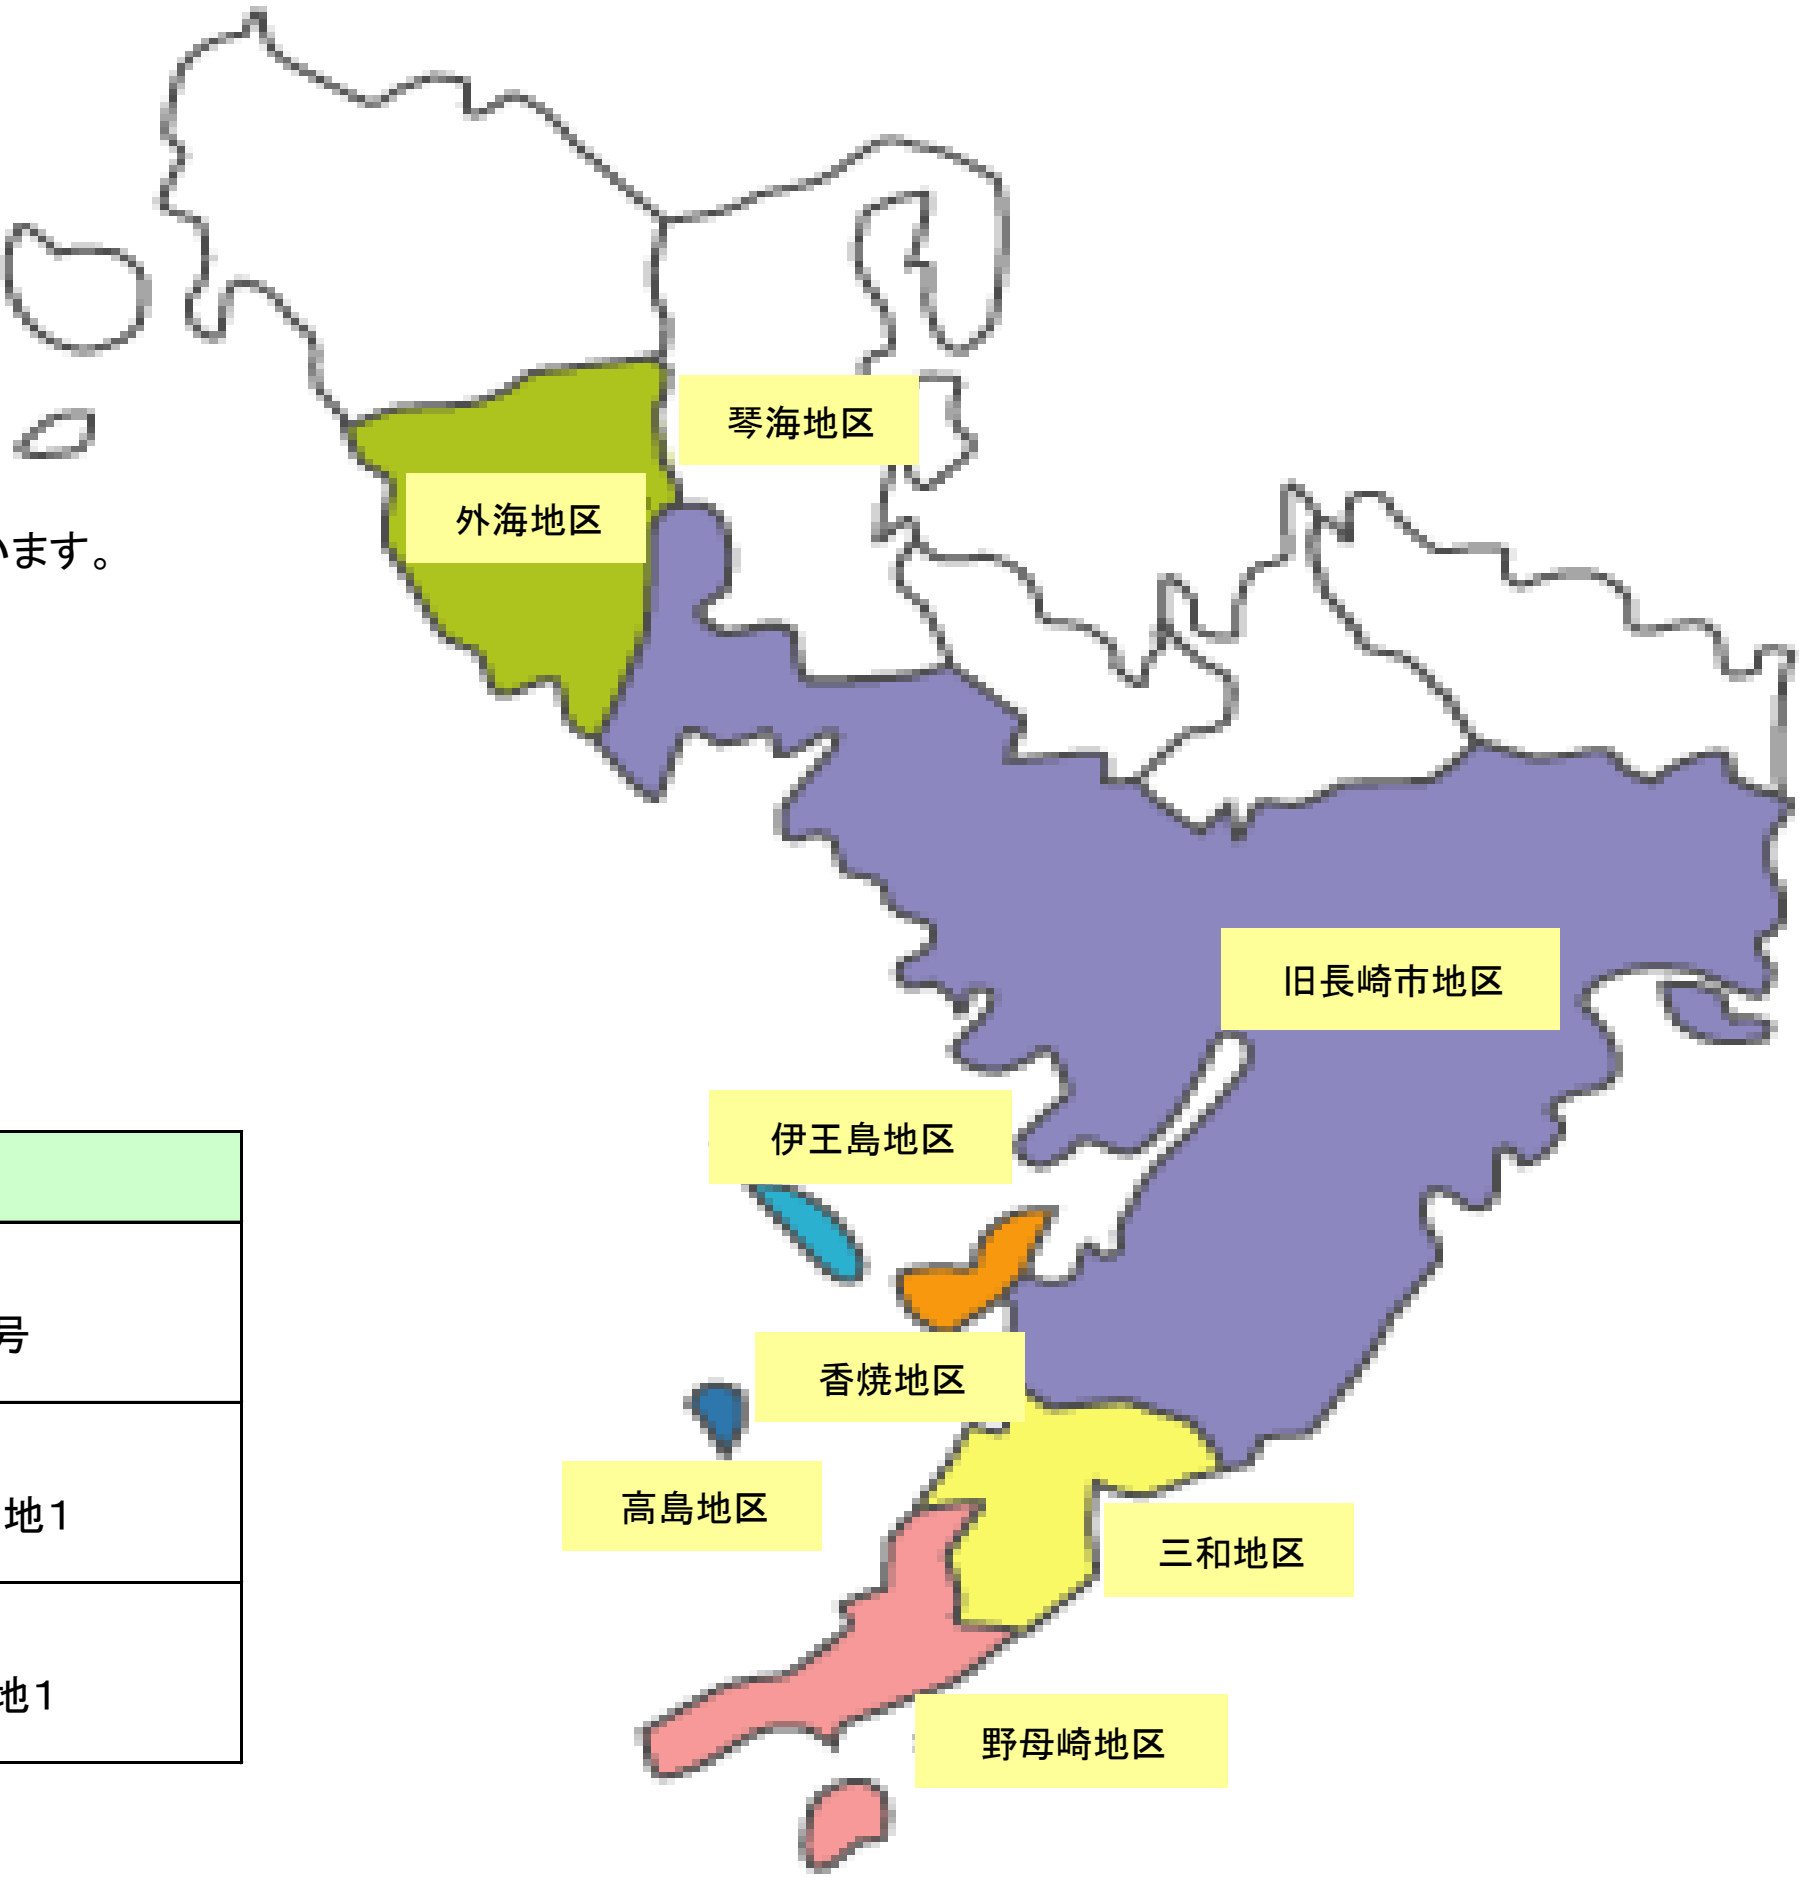 琴海地区
外海地区
います。
旧長崎市地区
伊王島地区
号
香焼地区
高島地区
地1
三和地区
地1
野母崎地区